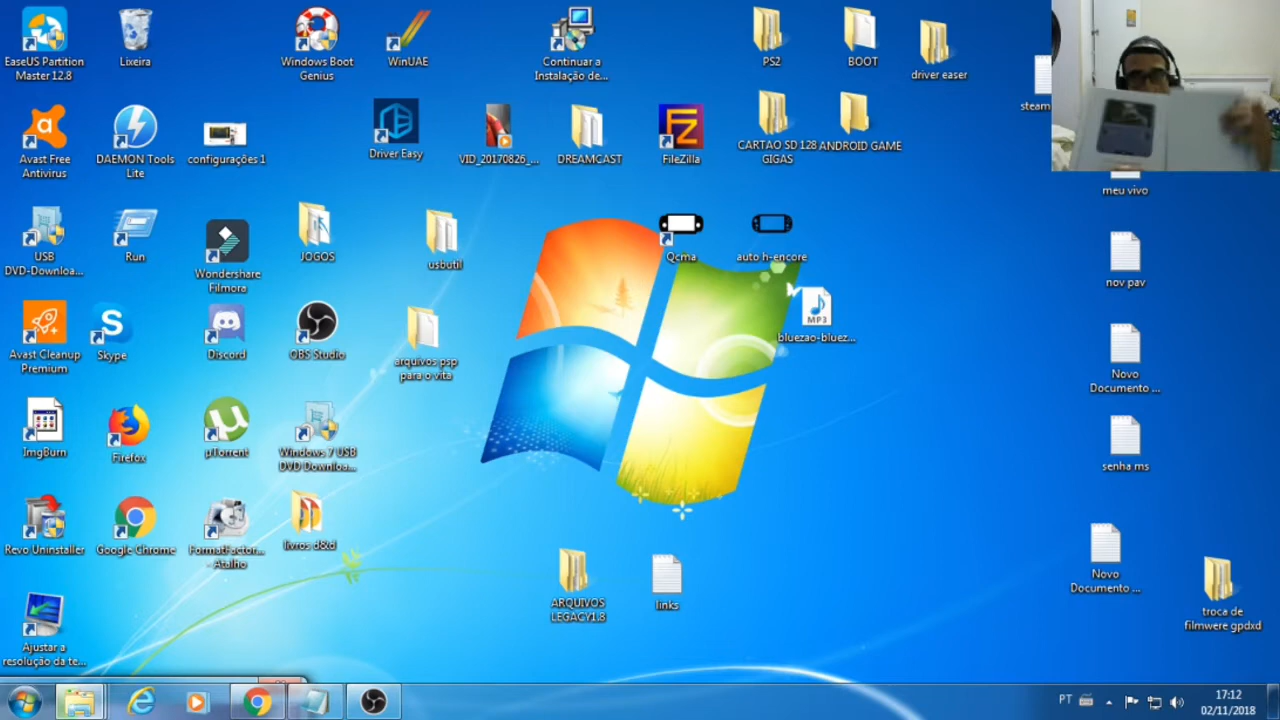 EaseUS Partition
Master 12.8
Lixeira
Windows Boot
Genius
WinUAE
Continuar a
Instalação de...
PS2
BOOT
driver easer
steam
Avast Free
Antivirus
DAEMON Tools
Lite
configurações 1
Driver Easy
VID_20170826_...
DREAMCAST
FileZilla
CARTAO SD 128
GIGAS
ANDROID GAME
meu vivo
USB
DVD-Downloa...
Run
Wondershare
Filmora
JOGOS
usbutil
Qcma
auto h-encore
nov pav
MP3
bluezao-bluez...
Avast Cleanup
Premium
Skype
Discord
OBS Studio
arquivos psp
para o vita
Novo
Documento ...
ImgBurn
Firefox
µTorrent
Windows 7 USB
DVD Downloa...
senha ms
Revo Uninstaller
Google Chrome
FormatFactor...
- Atalho
livros d&d
ARQUIVOS
LEGACY1.8
links
Novo
Documento ...
troca de
filmwere gpdxd
Ajustar a
resolução da te...
PT
17:12
02/11/2018